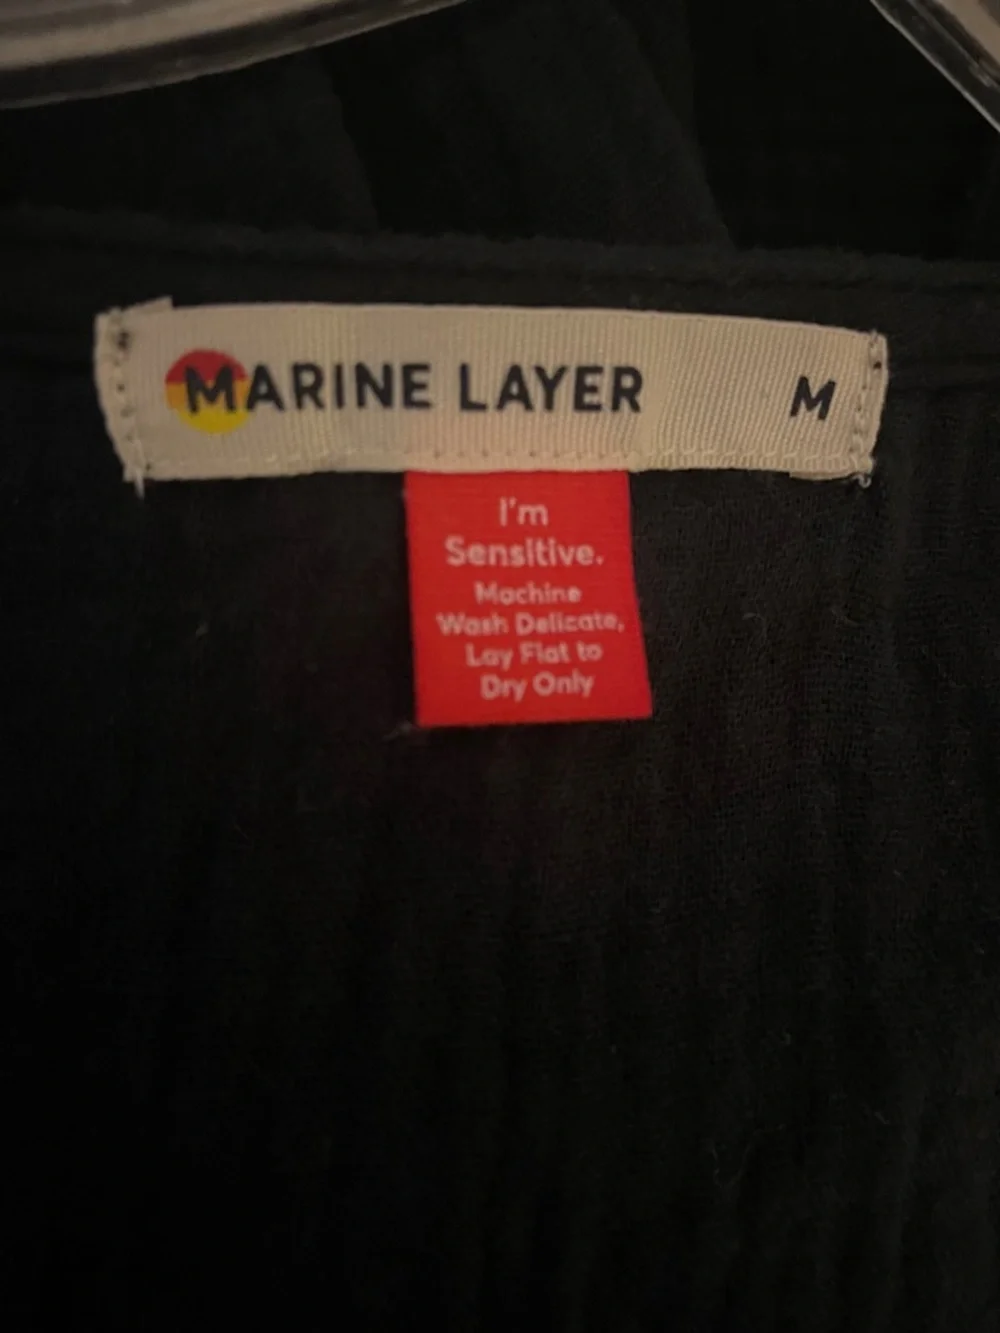 MARINE LAYER M
I'm
Sensitive.
Machine
Wash Delicate,
Lay Flat to
Dry Only